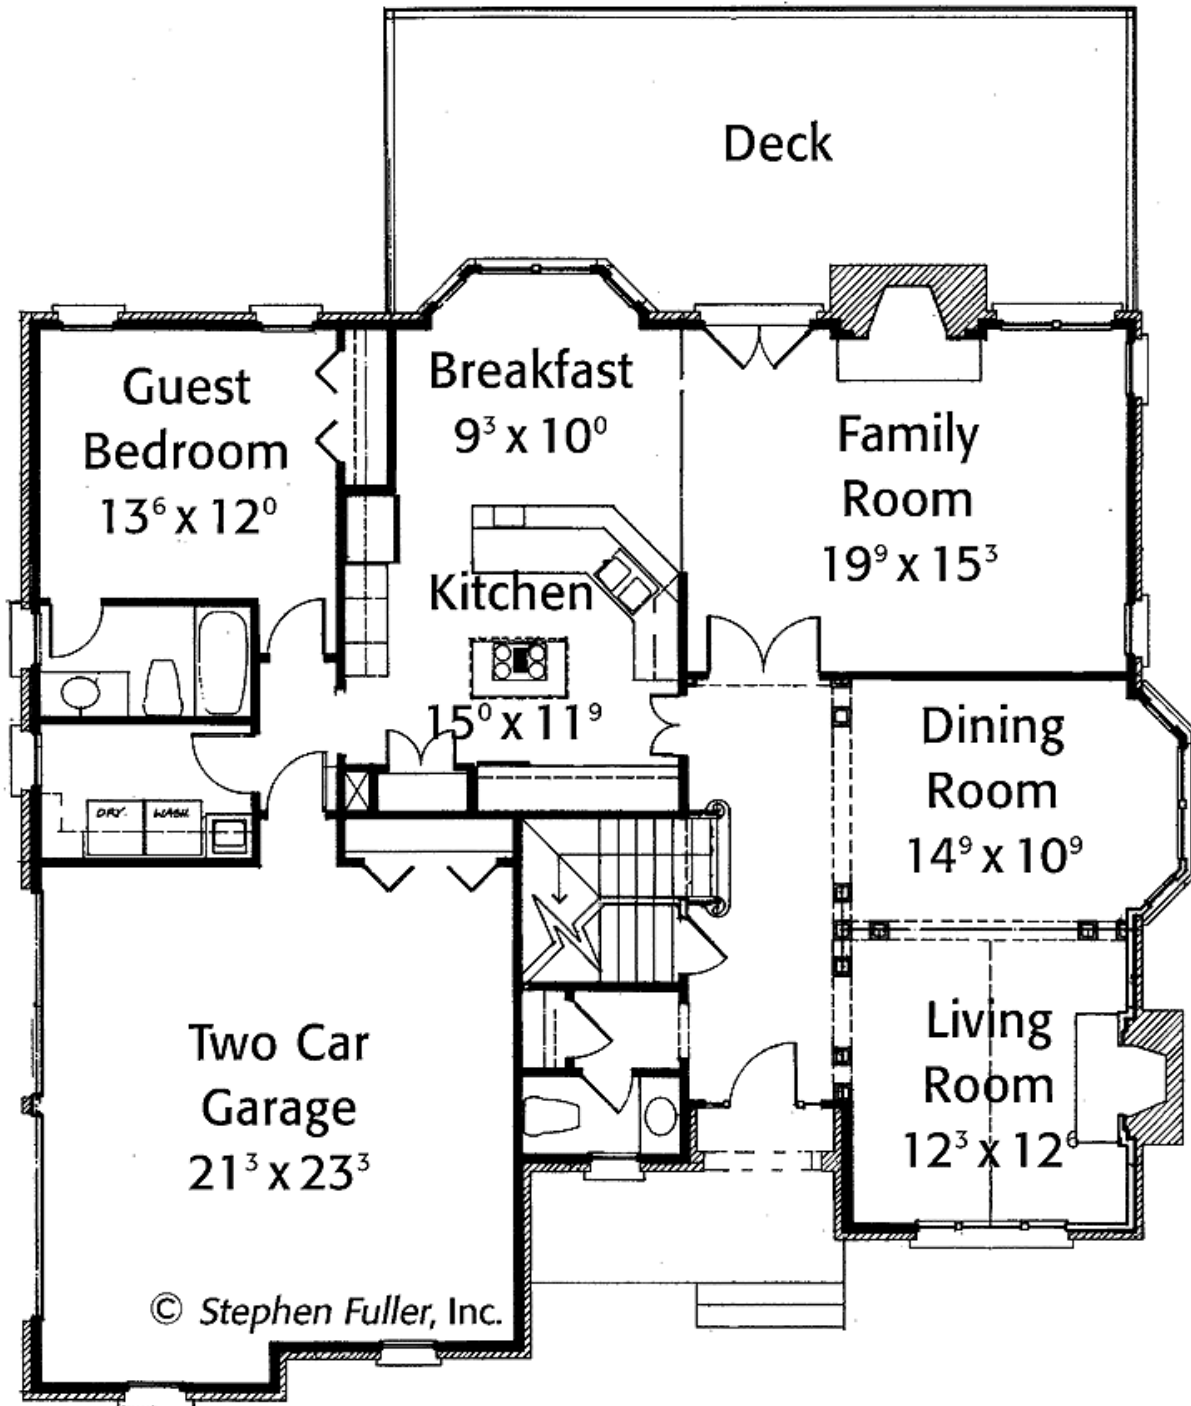 Deck
Guest
Bedroom
13⁶ x 12⁰
Breakfast
9³ x 10⁰
Family
Room
19⁹ x 15³
Kitchen
15⁰ x 11⁹
Dining
Room
14⁹ x 10⁹
DRY.
WASH.
Living
Room
12³ x 12⁶
Two Car
Garage
21³ x 23³
© Stephen Fuller, Inc.